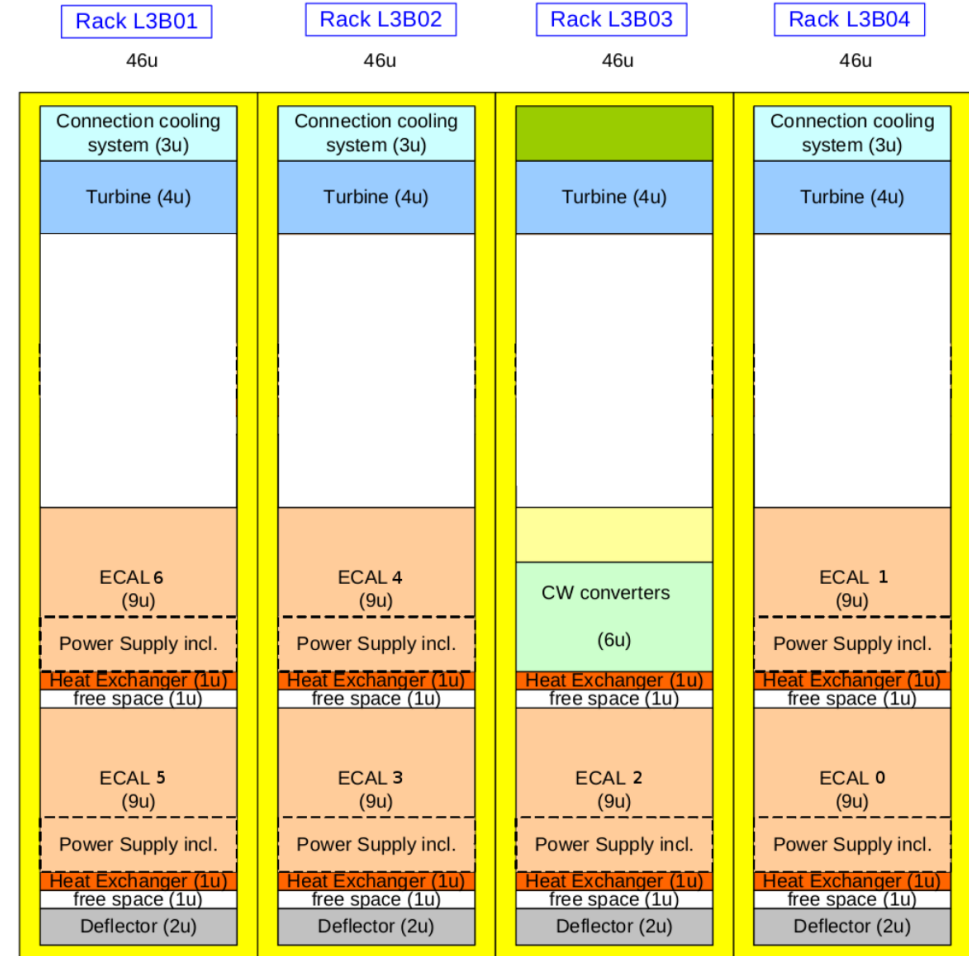 Rack L3B01
Rack L3B02
Rack L3B03
Rack L3B04
46u
46u
46u
46u
Connection cooling
system (3u)
Connection cooling
system (3u)
Connection cooling
system (3u)
Turbine (4u)
Turbine (4u)
Turbine (4u)
Turbine (4u)
ECAL 6
(9u)
ECAL 4
(9u)
CW converters
(6u)
ECAL 1
(9u)
Power Supply incl.
Power Supply incl.
Power Supply incl.
Heat Exchanger (1u)
Heat Exchanger (1u)
Heat Exchanger (1u)
Heat Exchanger (1u)
free space (1u)
free space (1u)
free space (1u)
free space (1u)
ECAL 5
(9u)
ECAL 3
(9u)
ECAL 2
(9u)
ECAL 0
(9u)
Power Supply incl.
Power Supply incl.
Power Supply incl.
Power Supply incl.
Heat Exchanger (1u)
Heat Exchanger (1u)
Heat Exchanger (1u)
Heat Exchanger (1u)
free space (1u)
free space (1u)
free space (1u)
free space (1u)
Deflector (2u)
Deflector (2u)
Deflector (2u)
Deflector (2u)